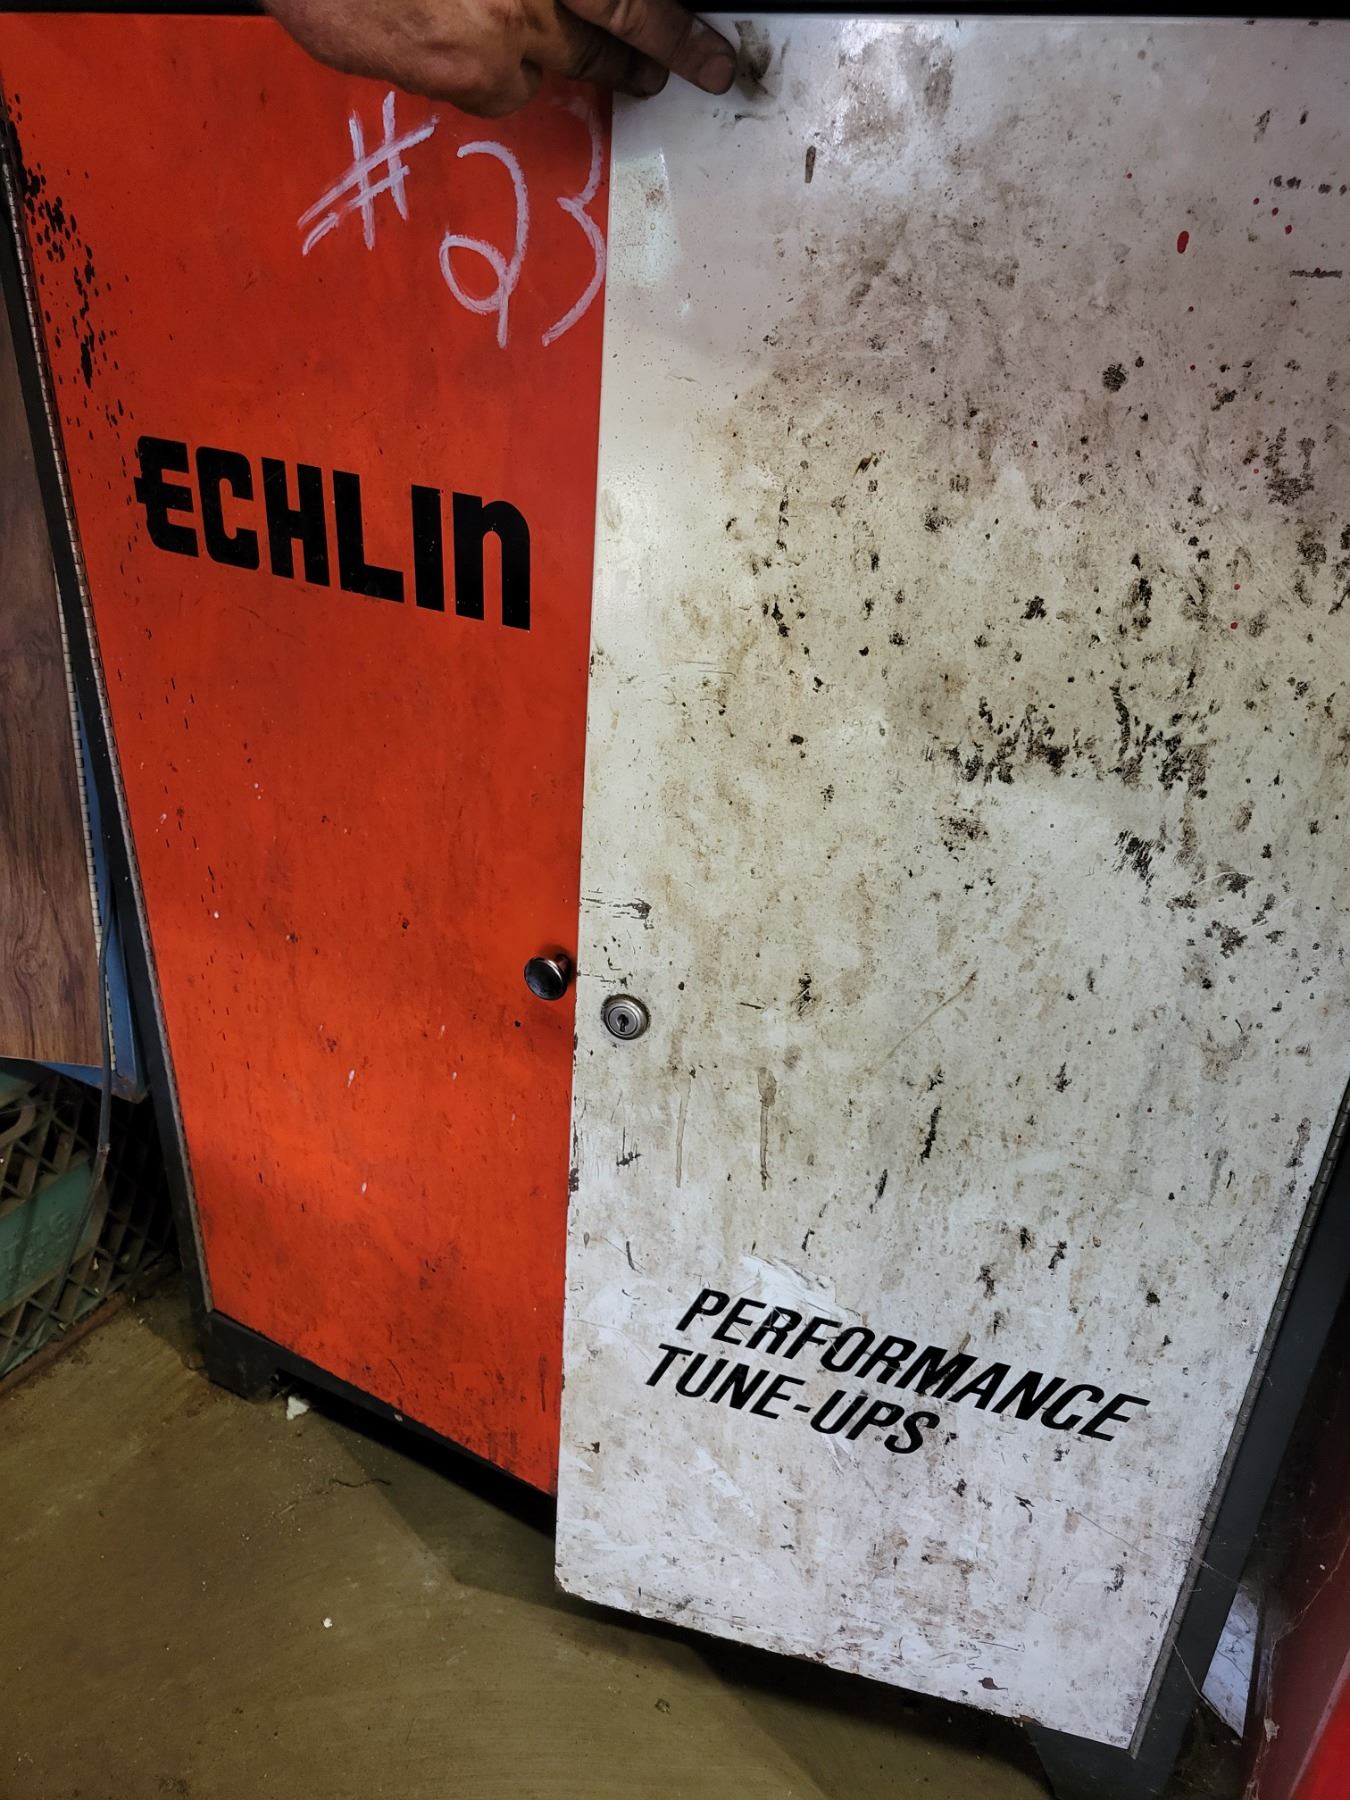 #23
ECHLIN
PERFORMANCE
TUNE-UPS